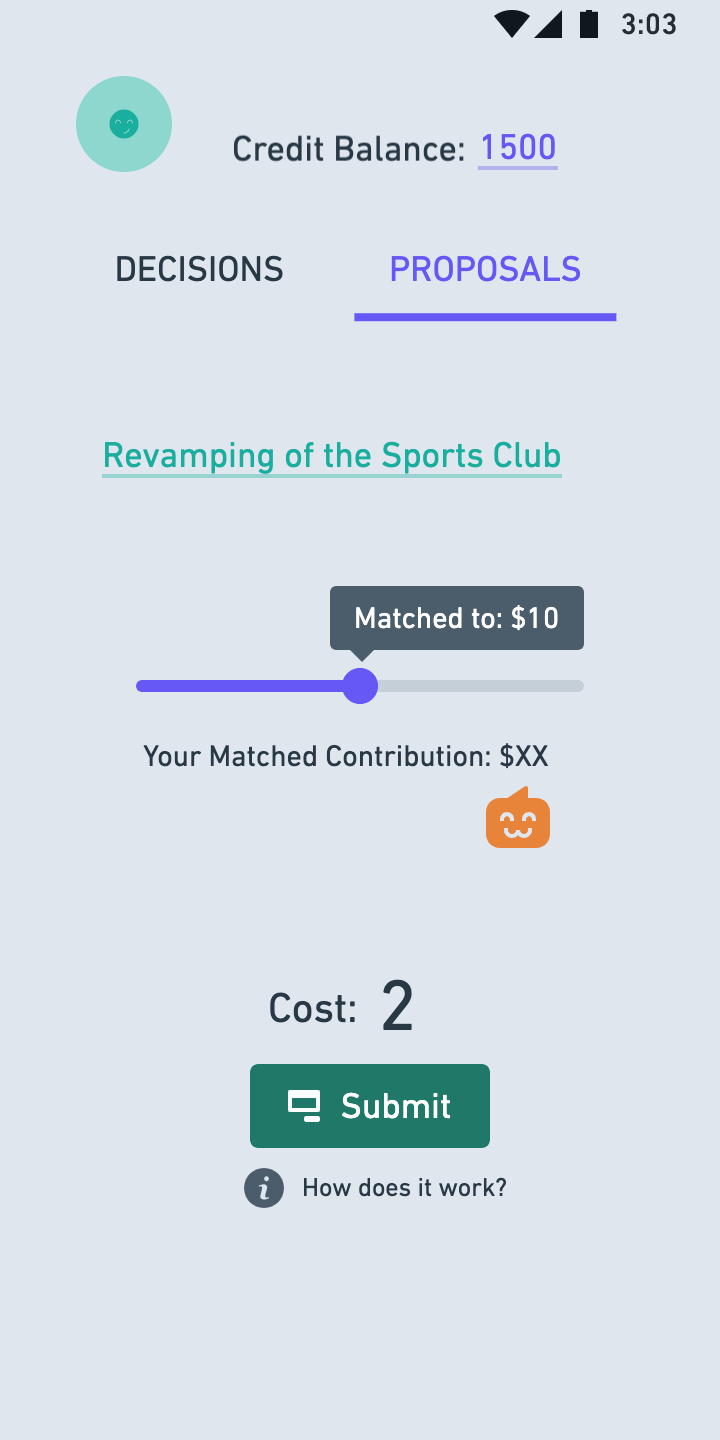 3:03
Credit Balance: 1500
DECISIONS PROPOSALS
Revamping of the Sports Club
Matched to: $10
Your Matched Contribution: $XX
Cost: 2
Submit
i How does it work?